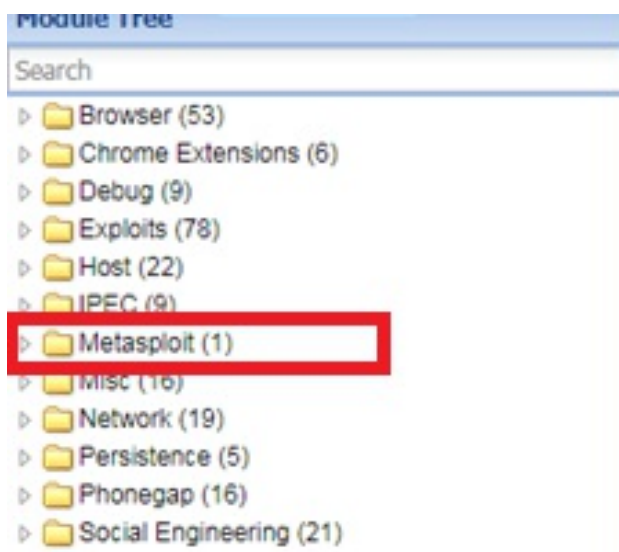 Module Tree
Search
Browser (53)
Chrome Extensions (6)
Debug (9)
Exploits (78)
Host (22)
IPEC (9)
Metasploit (1)
Misc (16)
Network (19)
Persistence (5)
Phonegap (16)
Social Engineering (21)